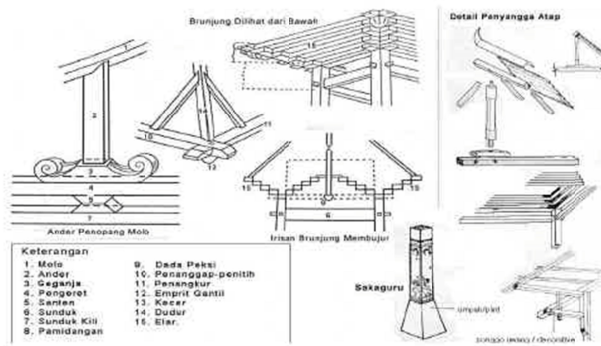 Brunjung Dilihat dari Bawah
Detail Penyangga Atap
Ander Penopang Molo
Irisan Brunjung Membujur
Keterangan
1. Molo
2. Ander
3. Geganja
4. Pengeret
5. Santen
6. Sunduk
7. Sunduk Kili
8. Pamidangan
9. Dada Peksi
10. Penanggap-penitih
11. Penangkur
12. Emprit Gantil
13. Kecer
14. Dudur
15. Elar.
Sakaguru